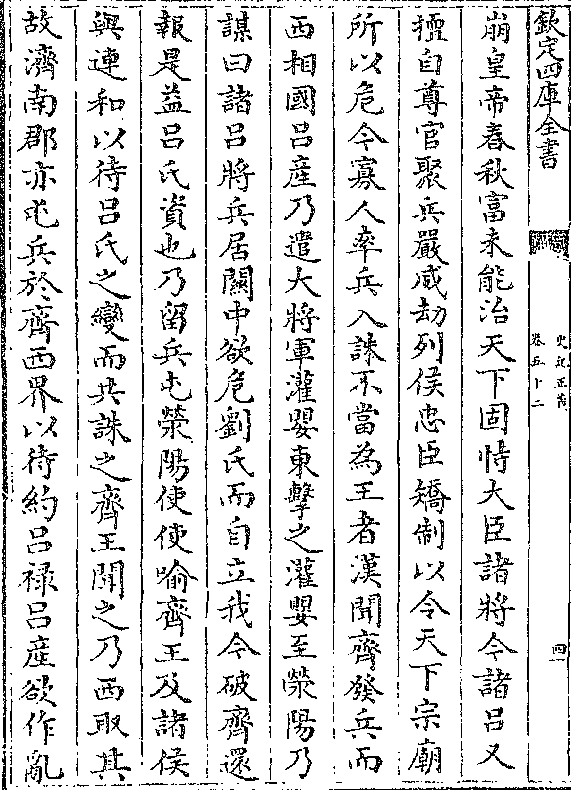 欽定四庫全書
史記正義
卷五十二
四
崩皇帝春秋富未能治天下固恃大臣諸將今諸呂又
擅自尊官聚兵嚴威劫列侯忠臣矯制以令天下宗廟
所以危今寡人率兵入誅不當為王者漢聞齊發兵而
西相國呂產乃遣大將軍灌嬰東擊之灌嬰至滎陽乃
謀曰諸呂將兵居關中欲危劉氏而自立我今破齊還
報是益呂氏資也乃留兵屯滎陽使使喻齊王及諸侯
與連和以待呂氏之變而共誅之齊王聞之乃西取其
故濟南郡亦屯兵於齊西界以待約呂祿呂產欲作亂